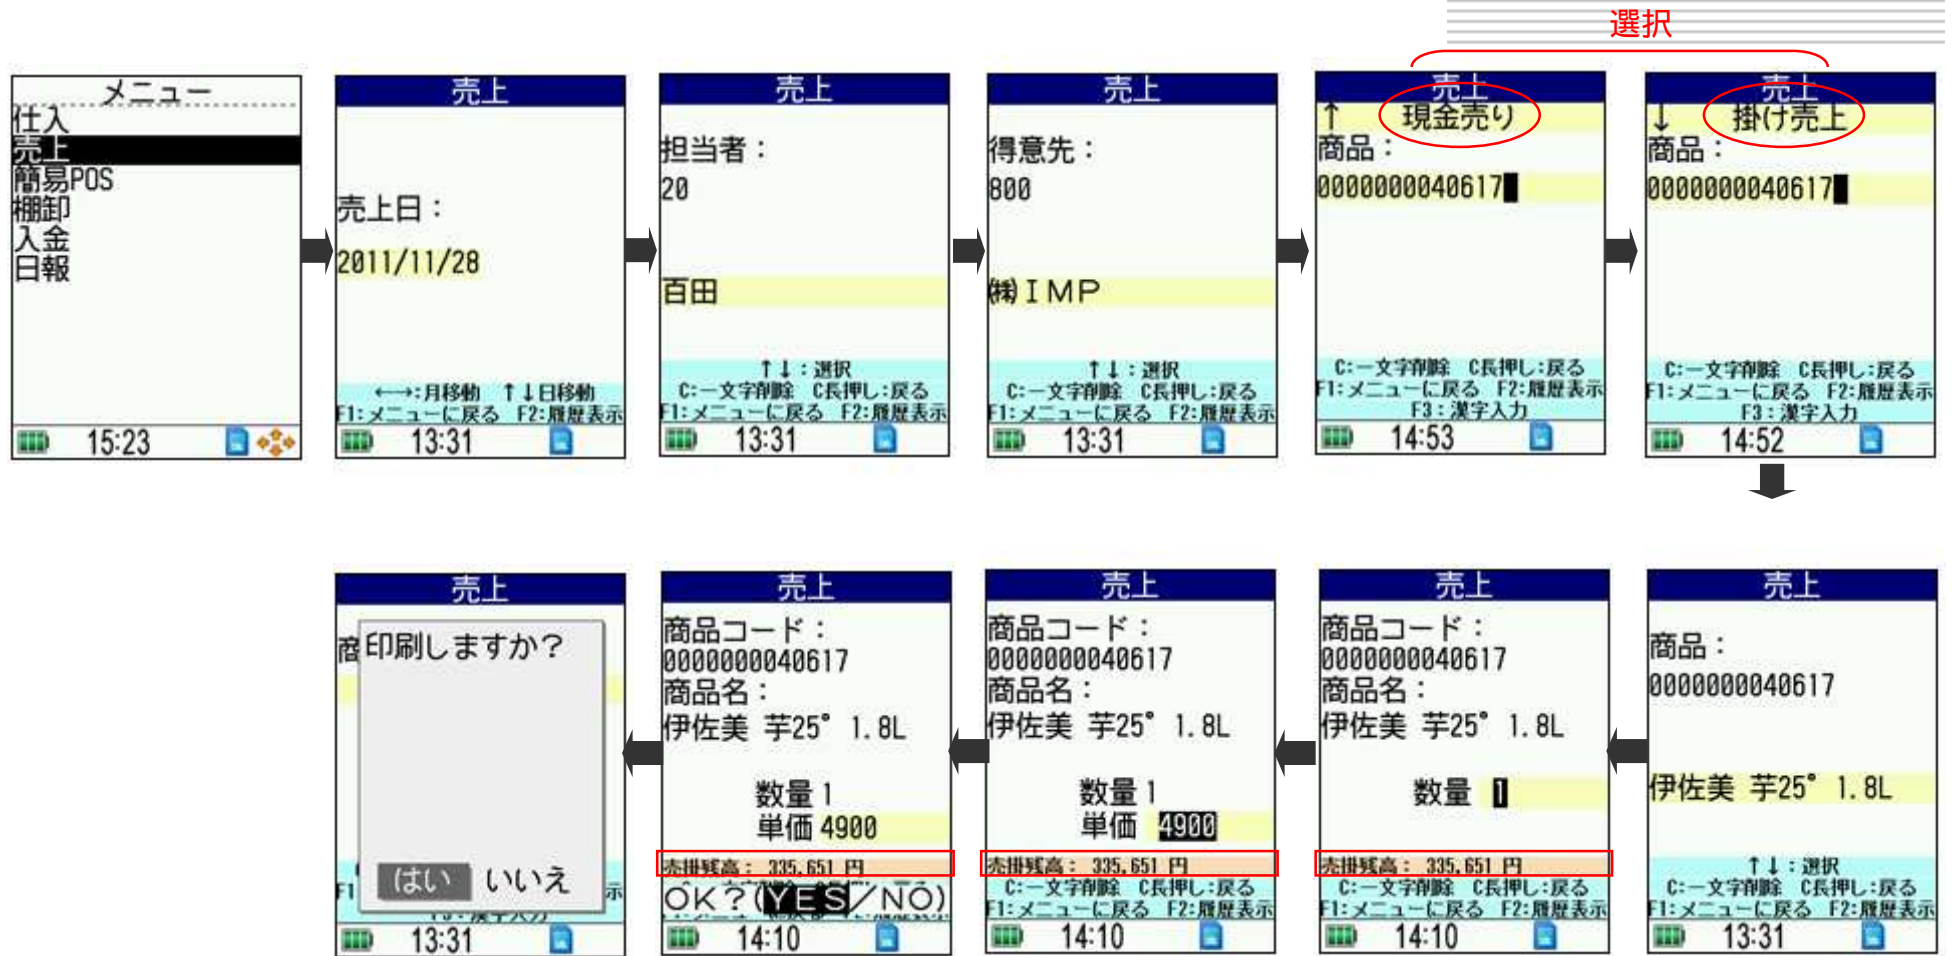 選択
メニュー
仕入
売上
簡易POS
棚卸
入金
日報
15:23
売上
売上日：
2011/11/28
←→:月移動 ↑↓日移動
F1:メニューに戻る F2:履歴表示
13:31
売上
担当者：
20
百田
↑↓：選択
C:一文字削除 C長押し:戻る
F1:メニューに戻る F2:履歴表示
13:31
売上
得意先：
800
㈱ＩＭＰ
↑↓：選択
C:一文字削除 C長押し:戻る
F1:メニューに戻る F2:履歴表示
13:31
売上
↑ 現金売り
商品：
0000000040617
C:一文字削除 C長押し:戻る
F1:メニューに戻る F2:履歴表示
F3：漢字入力
14:53
売上
↓ 掛け売上
商品：
0000000040617
C:一文字削除 C長押し:戻る
F1:メニューに戻る F2:履歴表示
F3：漢字入力
14:52
売上
商品：
0000000040617
伊佐美 芋25° 1.8L
↑↓：選択
C:一文字削除 C長押し:戻る
F1:メニューに戻る F2:履歴表示
13:31
売上
商品コード：
0000000040617
商品名：
伊佐美 芋25° 1.8L
数量 1
売掛残高： 335,651 円
C:一文字削除 C長押し:戻る
F1:メニューに戻る F2:履歴表示
14:10
売上
商品コード：
0000000040617
商品名：
伊佐美 芋25° 1.8L
数量 1
単価 4900
売掛残高： 335,651 円
C:一文字削除 C長押し:戻る
F1:メニューに戻る F2:履歴表示
14:10
売上
商品コード：
0000000040617
商品名：
伊佐美 芋25° 1.8L
数量 1
単価 4900
売掛残高： 335,651 円
ＯＫ？(ＹＥＳ／ＮＯ)
14:10
売上
商
印刷しますか？
はい いいえ
F1
示
13:31